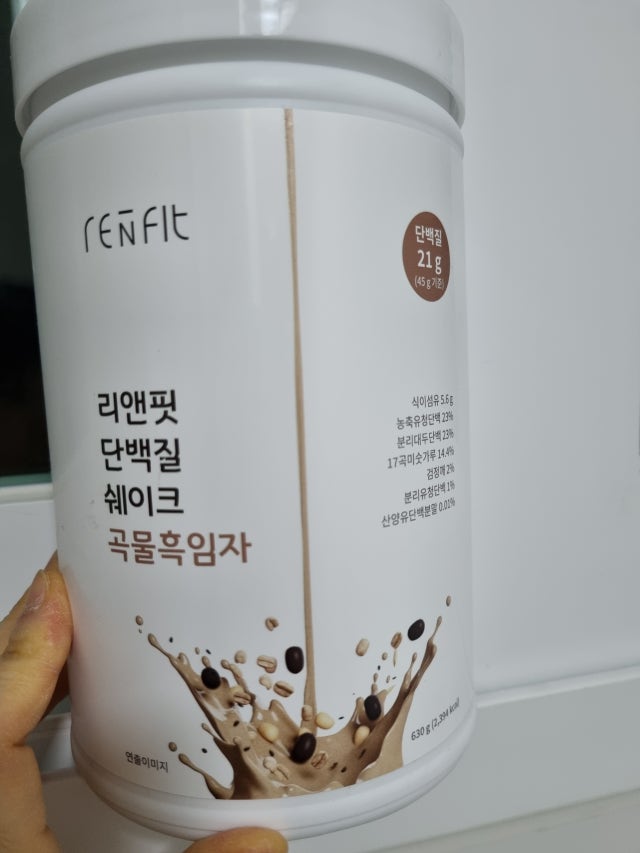 renfit
단백질
21 g
(45 g 기준)
리앤핏
단백질
쉐이크
곡물흑임자
식이섬유 5.6 g
농축유청단백 23%
분리대두단백 23%
17곡미숫가루 14.4%
검정깨 2%
분리유청단백 1%
산양유단백분말 0.01%
연출이미지
630 g (2,394 kcal)